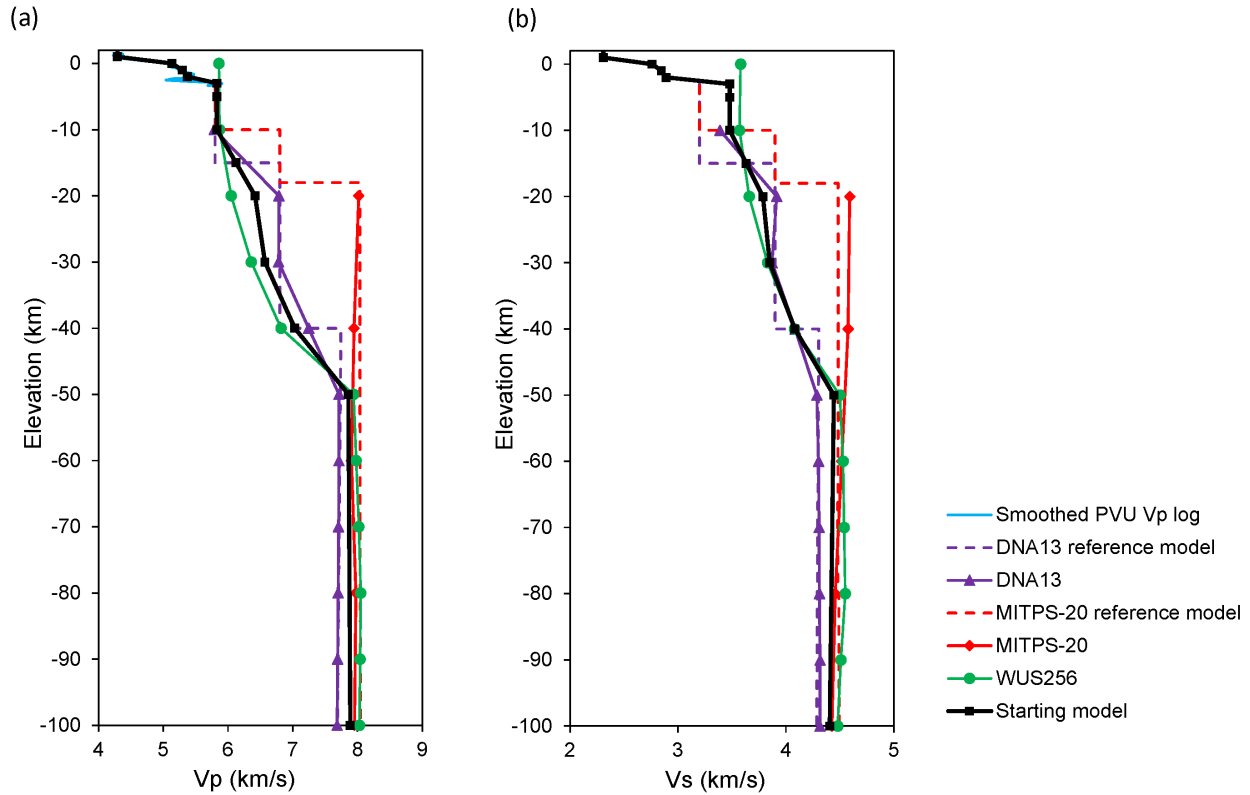 (a)
0
-10
-20
-30
-40
-50
-60
-70
-80
-90
-100
Elevation (km)
4 5 6 7 8 9
Vp (km/s)
(b)
0
-10
-20
-30
-40
-50
-60
-70
-80
-90
-100
Elevation (km)
2 3 4 5
Vs (km/s)
Smoothed PVU Vp log
DNA13 reference model
DNA13
MITPS-20 reference model
MITPS-20
WUS256
Starting model